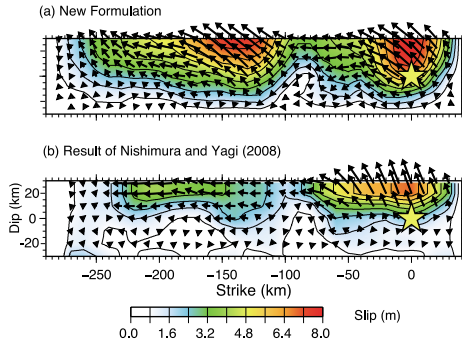 (a) New Formulation
(b) Result of Nishimura and Yagi (2008)
Dip (km)
20
0
−20
−250 −200 −150 −100 −50 0
Strike (km)
Slip (m)
0.0 1.6 3.2 4.8 6.4 8.0